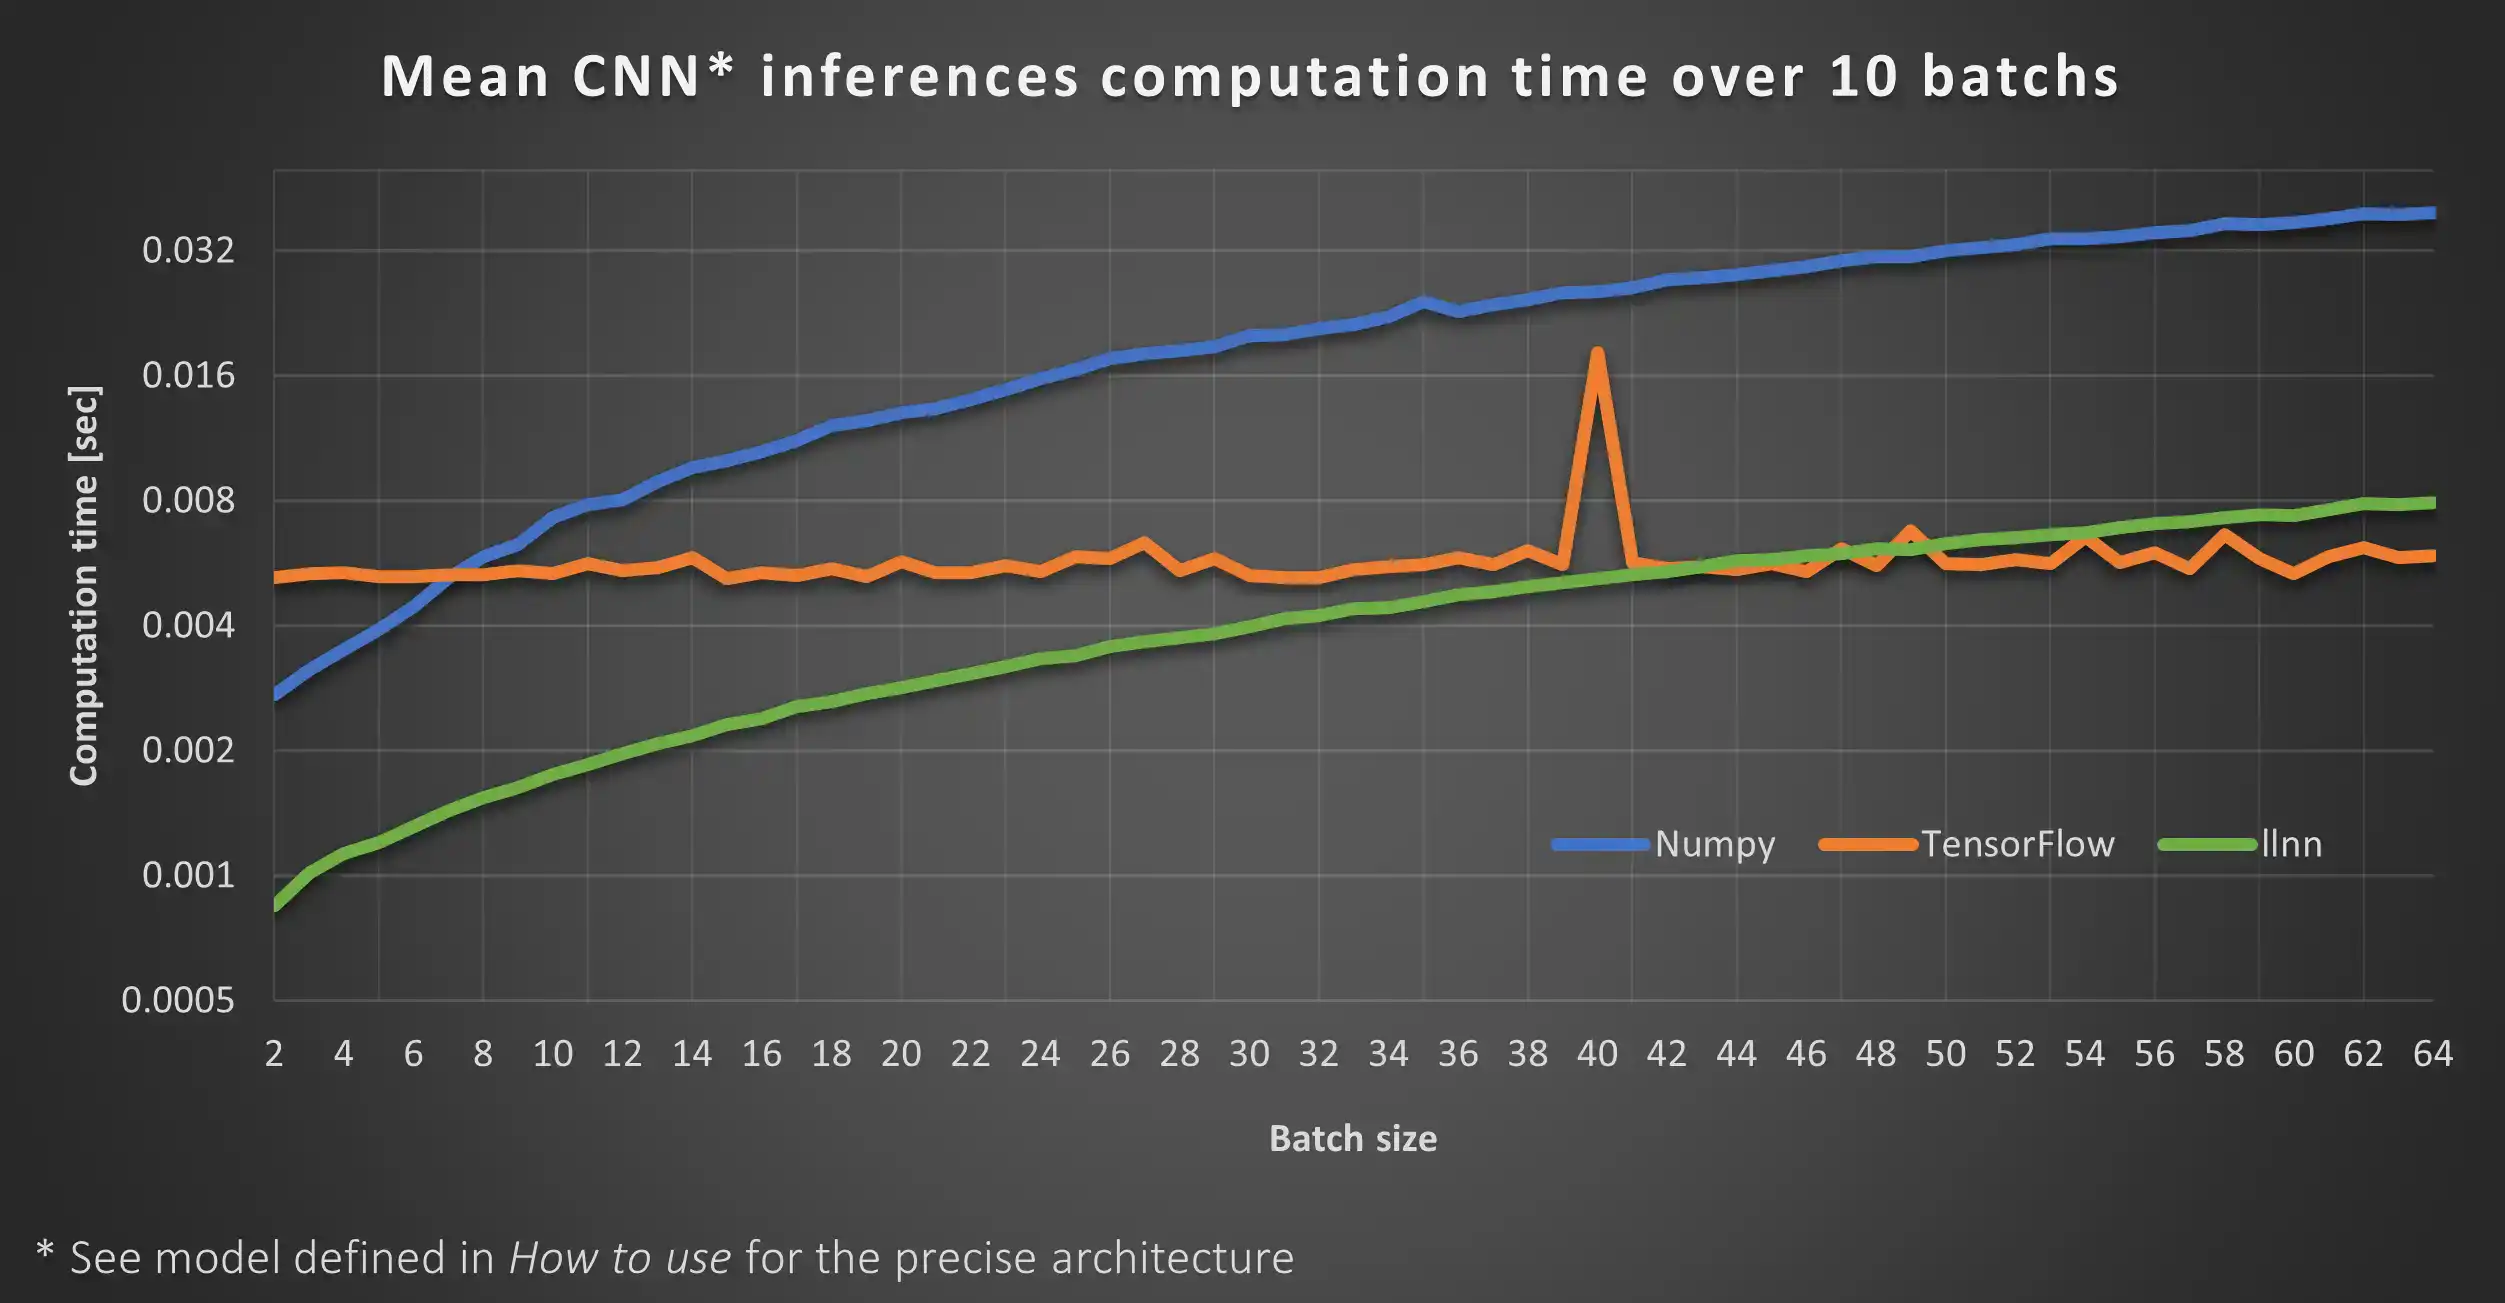 Mean CNN* inferences computation time over 10 batchs
Computation time [sec]
0.032
0.016
0.008
0.004
0.002
0.001
0.0005
Numpy TensorFlow llnn
2 4 6 8 10 12 14 16 18 20 22 24 26 28 30 32 34 36 38 40 42 44 46 48 50 52 54 56 58 60 62 64
Batch size
* See model defined in How to use for the precise architecture